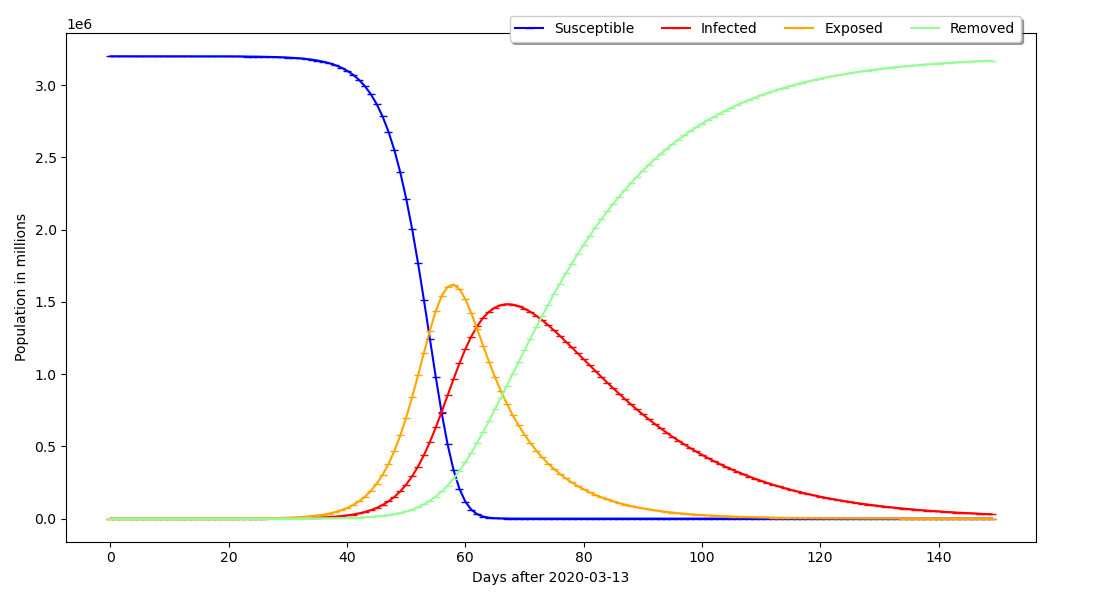 1e6
Susceptible Infected Exposed Removed
3.0
2.5
2.0
1.5
1.0
0.5
0.0
Population in millions
0 20 40 60 80 100 120 140
Days after 2020-03-13